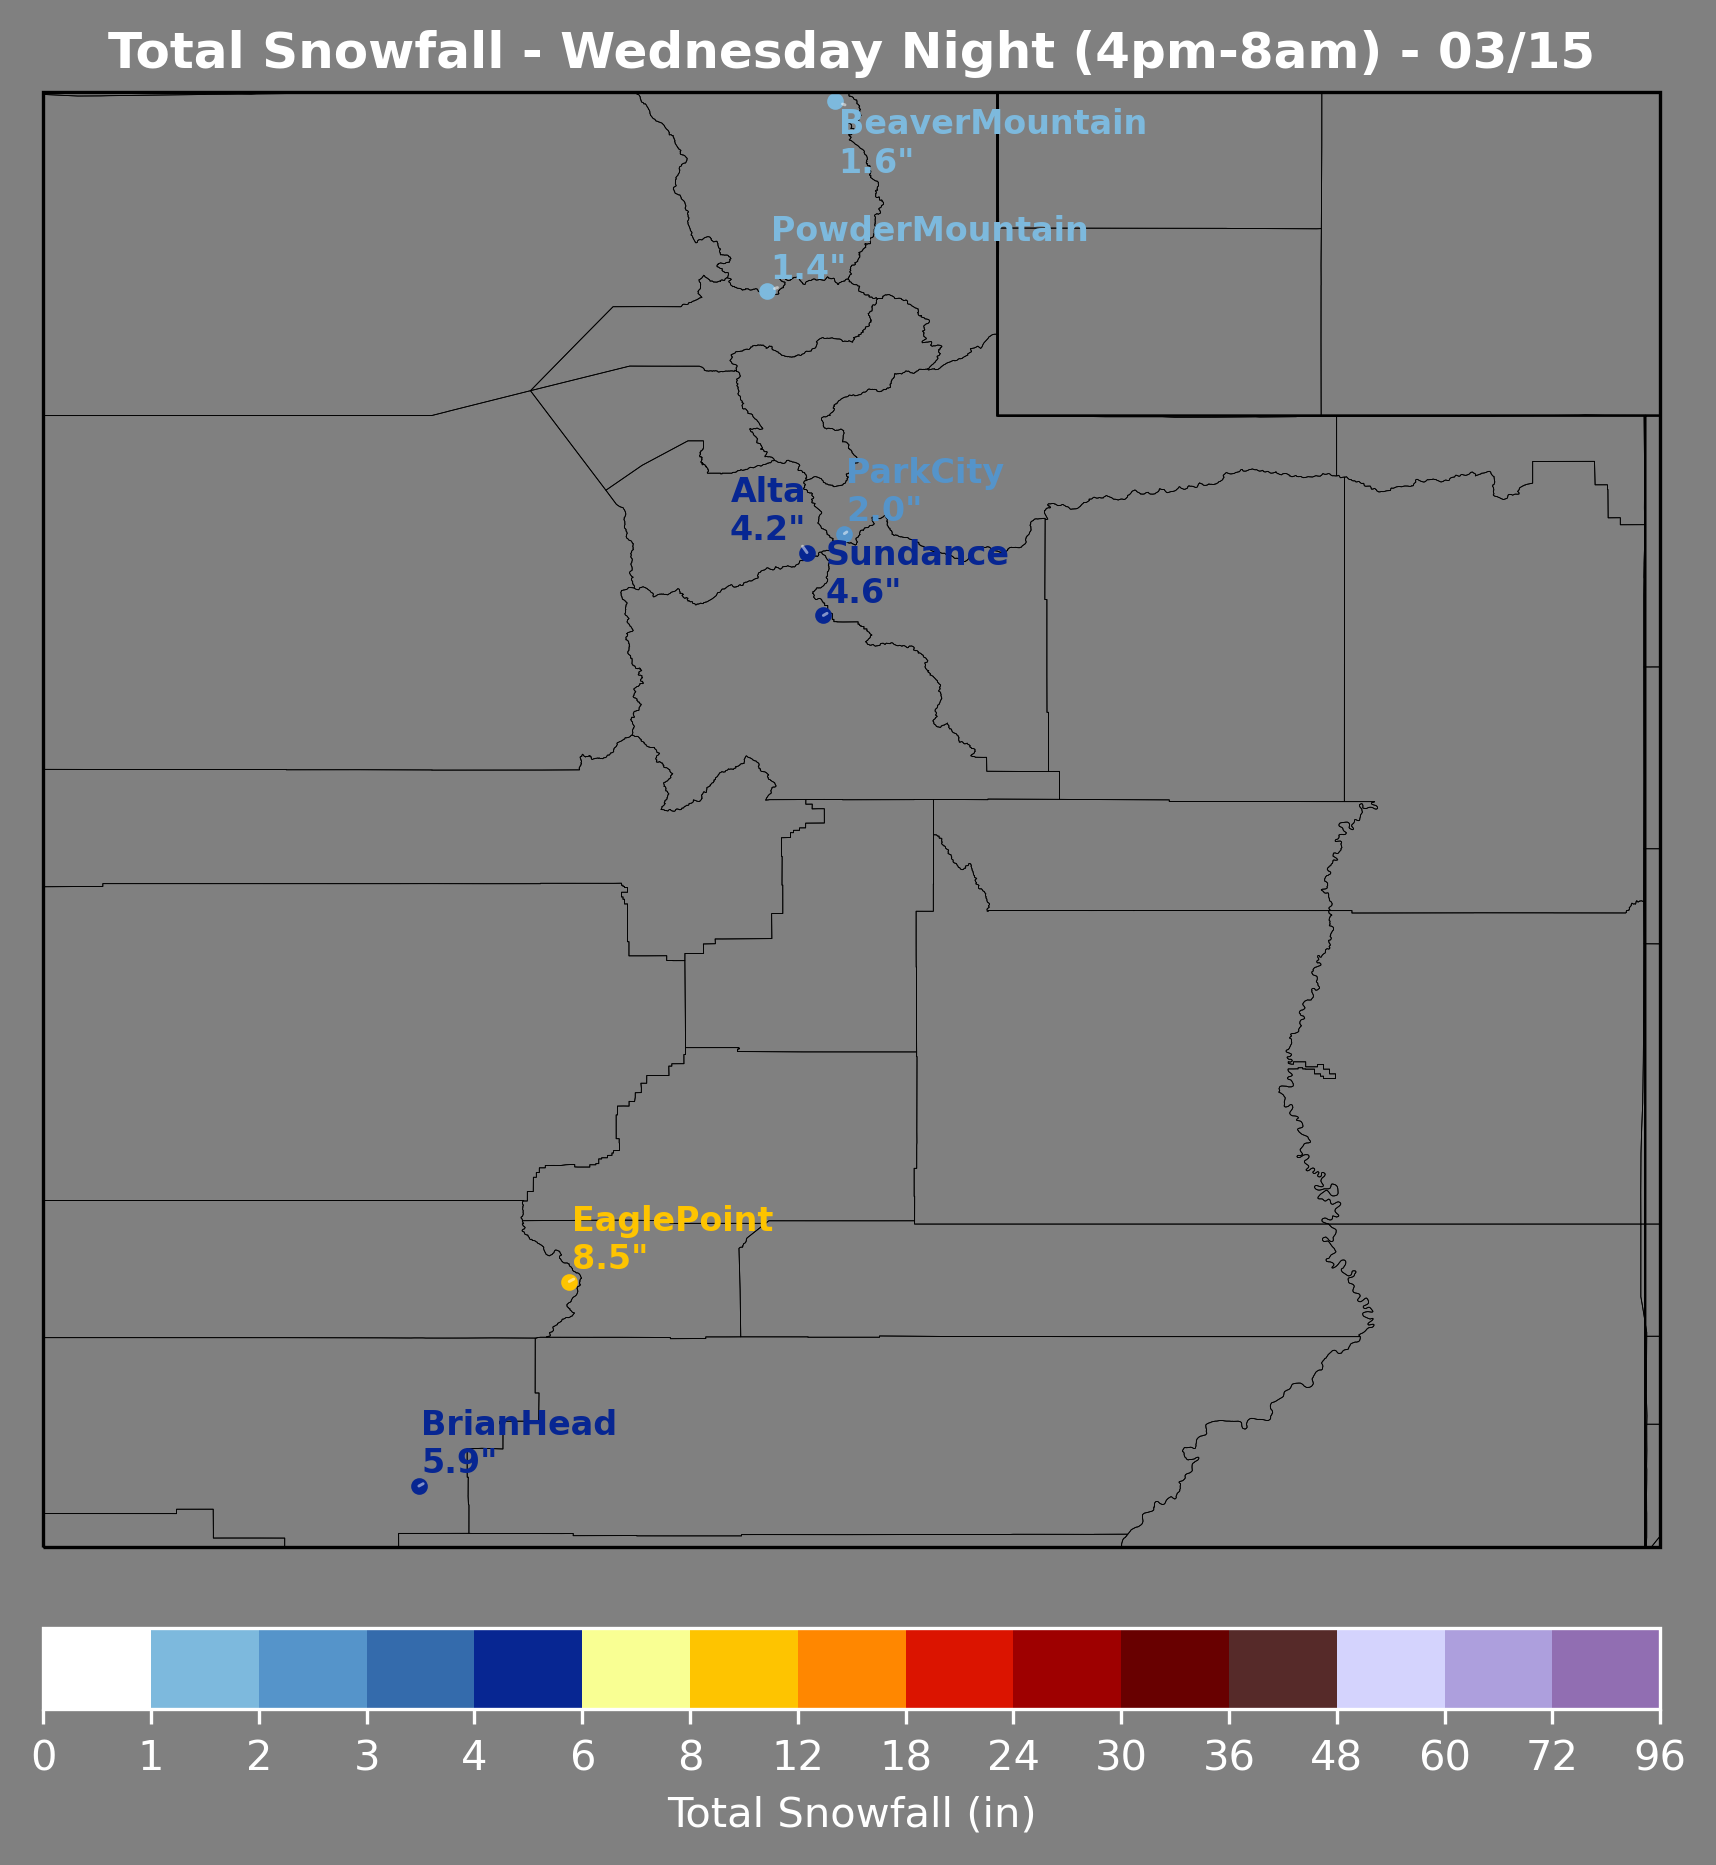 Total Snowfall - Wednesday Night (4pm-8am) - 03/15
BeaverMountain
1.6"
PowderMountain
1.4"
ParkCity
2.0"
Alta
4.2"
Sundance
4.6"
EaglePoint
8.5"
BrianHead
5.9"
0 1 2 3 4 6 8 12 18 24 30 36 48 60 72 96
Total Snowfall (in)